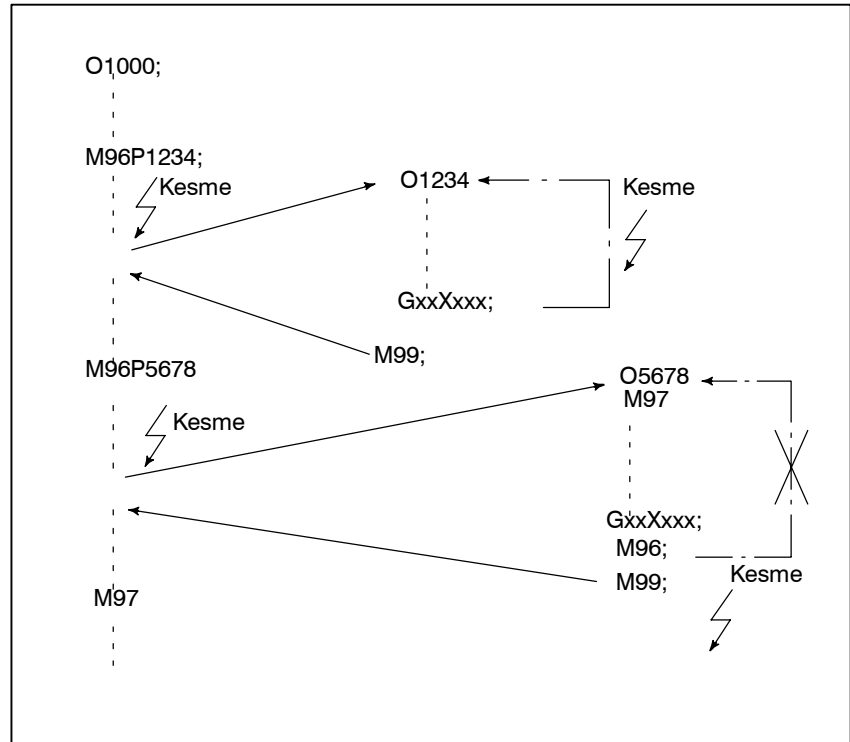 O1000;
M96P1234;
Kesme
O1234
Kesme
GxxXxxx;
M99;
M96P5678
O5678
M97
Kesme
GxxXxxx;
M96;
Kesme
M99;
M97